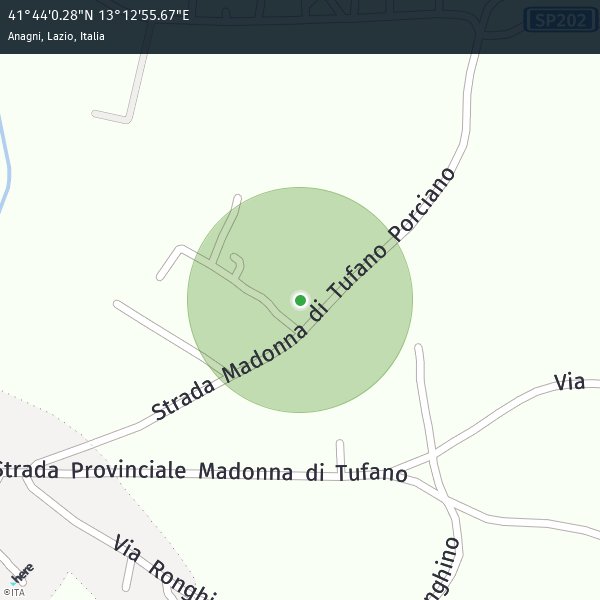 41°44'0.28"N 13°12'55.67"E
Anagni, Lazio, Italia
SP202
Strada Madonna di Tufano Porciano
Via
Strada Provinciale Madonna di Tufano
Via Ronghi
nghino
here
©ITA